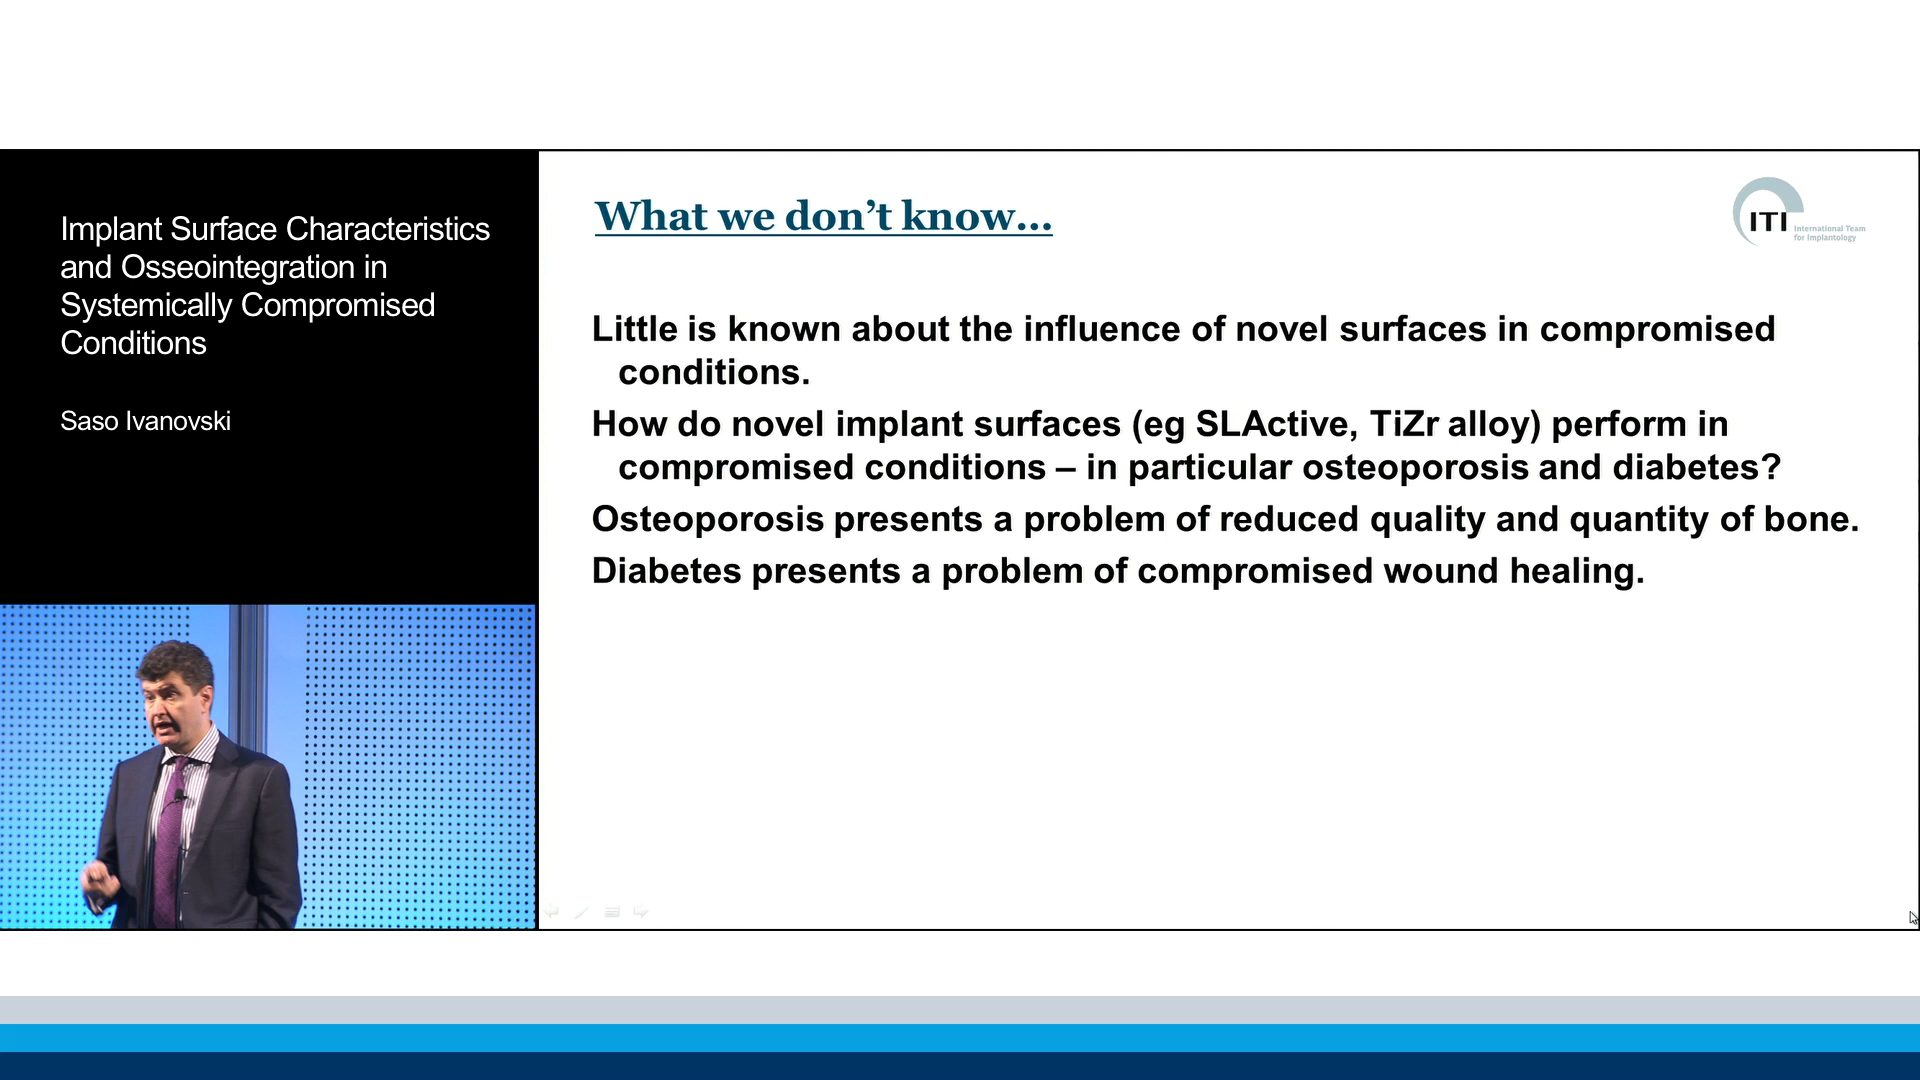 Implant Surface Characteristics
and Osseointegration in
Systemically Compromised
Conditions
Saso Ivanovski
What we don’t know...
ITI International Team
for Implantology
Little is known about the influence of novel surfaces in compromised
conditions.
How do novel implant surfaces (eg SLActive, TiZr alloy) perform in
compromised conditions – in particular osteoporosis and diabetes?
Osteoporosis presents a problem of reduced quality and quantity of bone.
Diabetes presents a problem of compromised wound healing.